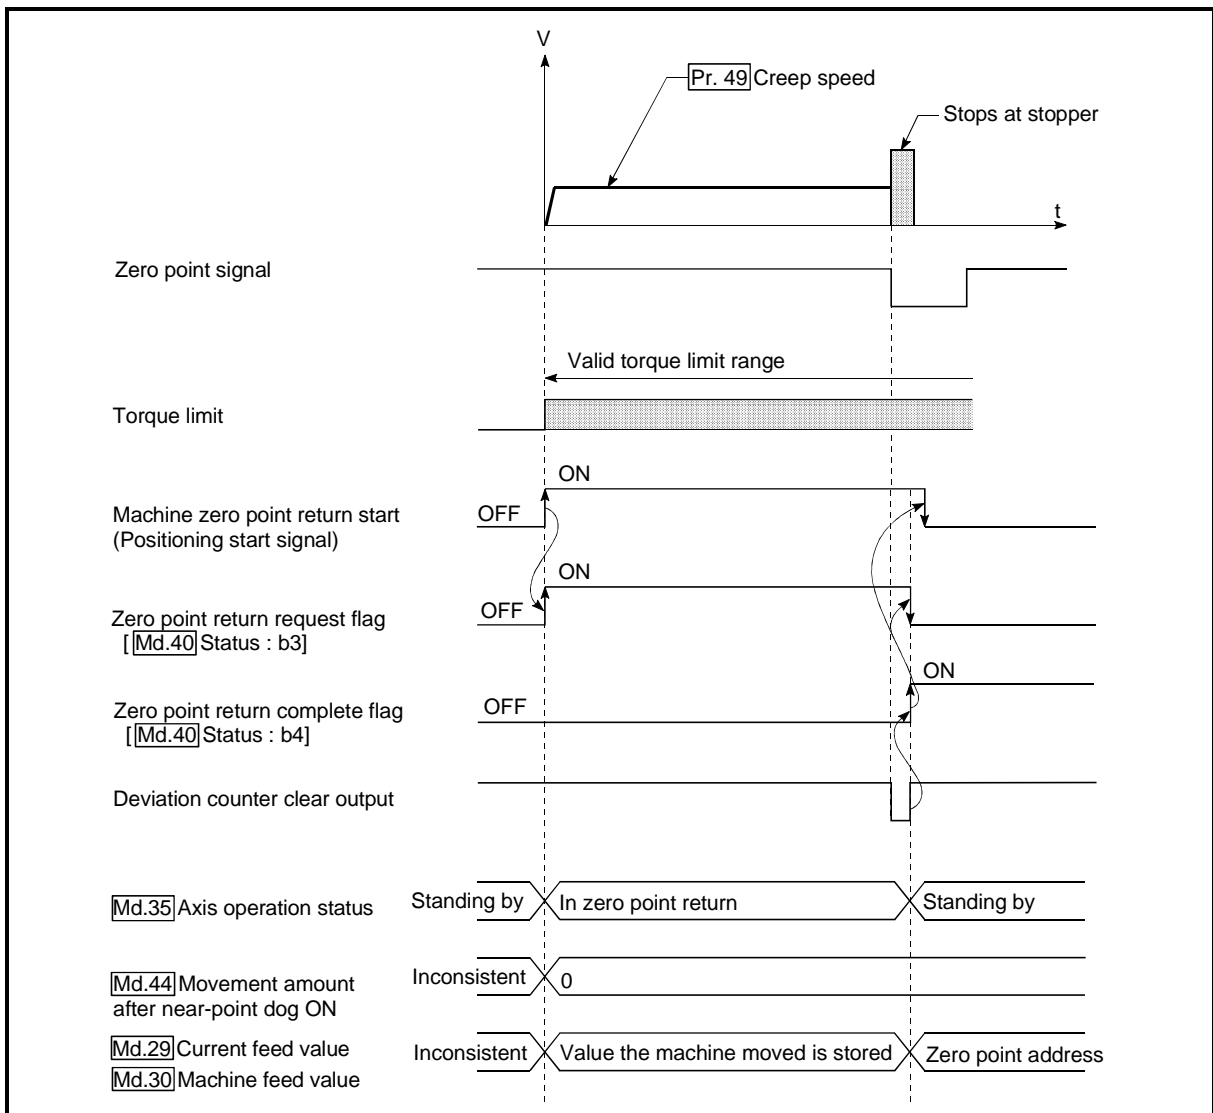 V
Pr. 49 Creep speed
Stops at stopper
t
Zero point signal
Valid torque limit range
Torque limit
ON
OFF
Machine zero point return start
(Positioning start signal)
ON
OFF
Zero point return request flag
[ Md.40 Status : b3]
ON
OFF
Zero point return complete flag
[ Md.40 Status : b4]
Deviation counter clear output
Md.35 Axis operation status
Standing by
In zero point return
Standing by
Md.44 Movement amount
after near-point dog ON
Inconsistent
0
Md.29 Current feed value
Md.30 Machine feed value
Inconsistent
Value the machine moved is stored
Zero point address